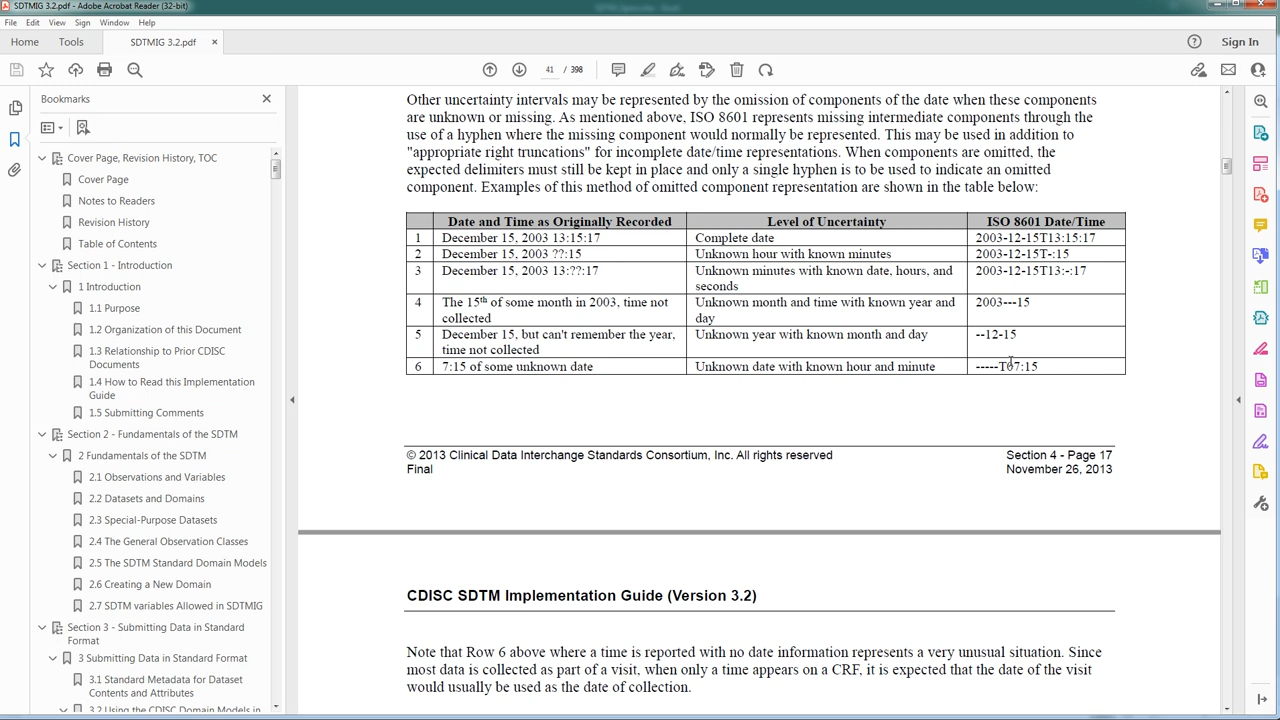 SDTMIG 3.2.pdf - Adobe Acrobat Reader (32-bit)
File Edit View Sign Window Help
Home Tools SDTMIG 3.2.pdf × Sign In
41 / 398
Bookmarks
Cover Page, Revision History, TOC
Cover Page
Notes to Readers
Revision History
Table of Contents
Section 1 - Introduction
1 Introduction
1.1 Purpose
1.2 Organization of this Document
1.3 Relationship to Prior CDISC
Documents
1.4 How to Read this Implementation
Guide
1.5 Submitting Comments
Section 2 - Fundamentals of the SDTM
2 Fundamentals of the SDTM
2.1 Observations and Variables
2.2 Datasets and Domains
2.3 Special-Purpose Datasets
2.4 The General Observation Classes
2.5 The SDTM Standard Domain Models
2.6 Creating a New Domain
2.7 SDTM variables Allowed in SDTMIG
Section 3 - Submitting Data in Standard
Format
3 Submitting Data in Standard Format
3.1 Standard Metadata for Dataset
Contents and Attributes
3.2 Using the CDISC Domain Models in
Other uncertainty intervals may be represented by the omission of components of the date when these components
are unknown or missing. As mentioned above, ISO 8601 represents missing intermediate components through the
use of a hyphen where the missing component would normally be represented. This may be used in addition to
"appropriate right truncations" for incomplete date/time representations. When components are omitted, the
expected delimiters must still be kept in place and only a single hyphen is to be used to indicate an omitted
component. Examples of this method of omitted component representation are shown in the table below:
Date and Time as Originally Recorded Level of Uncertainty ISO 8601 Date/Time
1 December 15, 2003 13:15:17 Complete date 2003-12-15T13:15:17
2 December 15, 2003 ??:15 Unknown hour with known minutes 2003-12-15T-:15
3 December 15, 2003 13:??:17 Unknown minutes with known date, hours, and 2003-12-15T13:-:17
seconds
4 The 15th of some month in 2003, time not Unknown month and time with known year and 2003---15
collected day
5 December 15, but can't remember the year, Unknown year with known month and day --12-15
time not collected
6 7:15 of some unknown date Unknown date with known hour and minute -----T07:15
© 2013 Clinical Data Interchange Standards Consortium, Inc. All rights reserved Section 4 - Page 17
Final November 26, 2013
CDISC SDTM Implementation Guide (Version 3.2)
Note that Row 6 above where a time is reported with no date information represents a very unusual situation. Since
most data is collected as part of a visit, when only a time appears on a CRF, it is expected that the date of the visit
would usually be used as the date of collection.